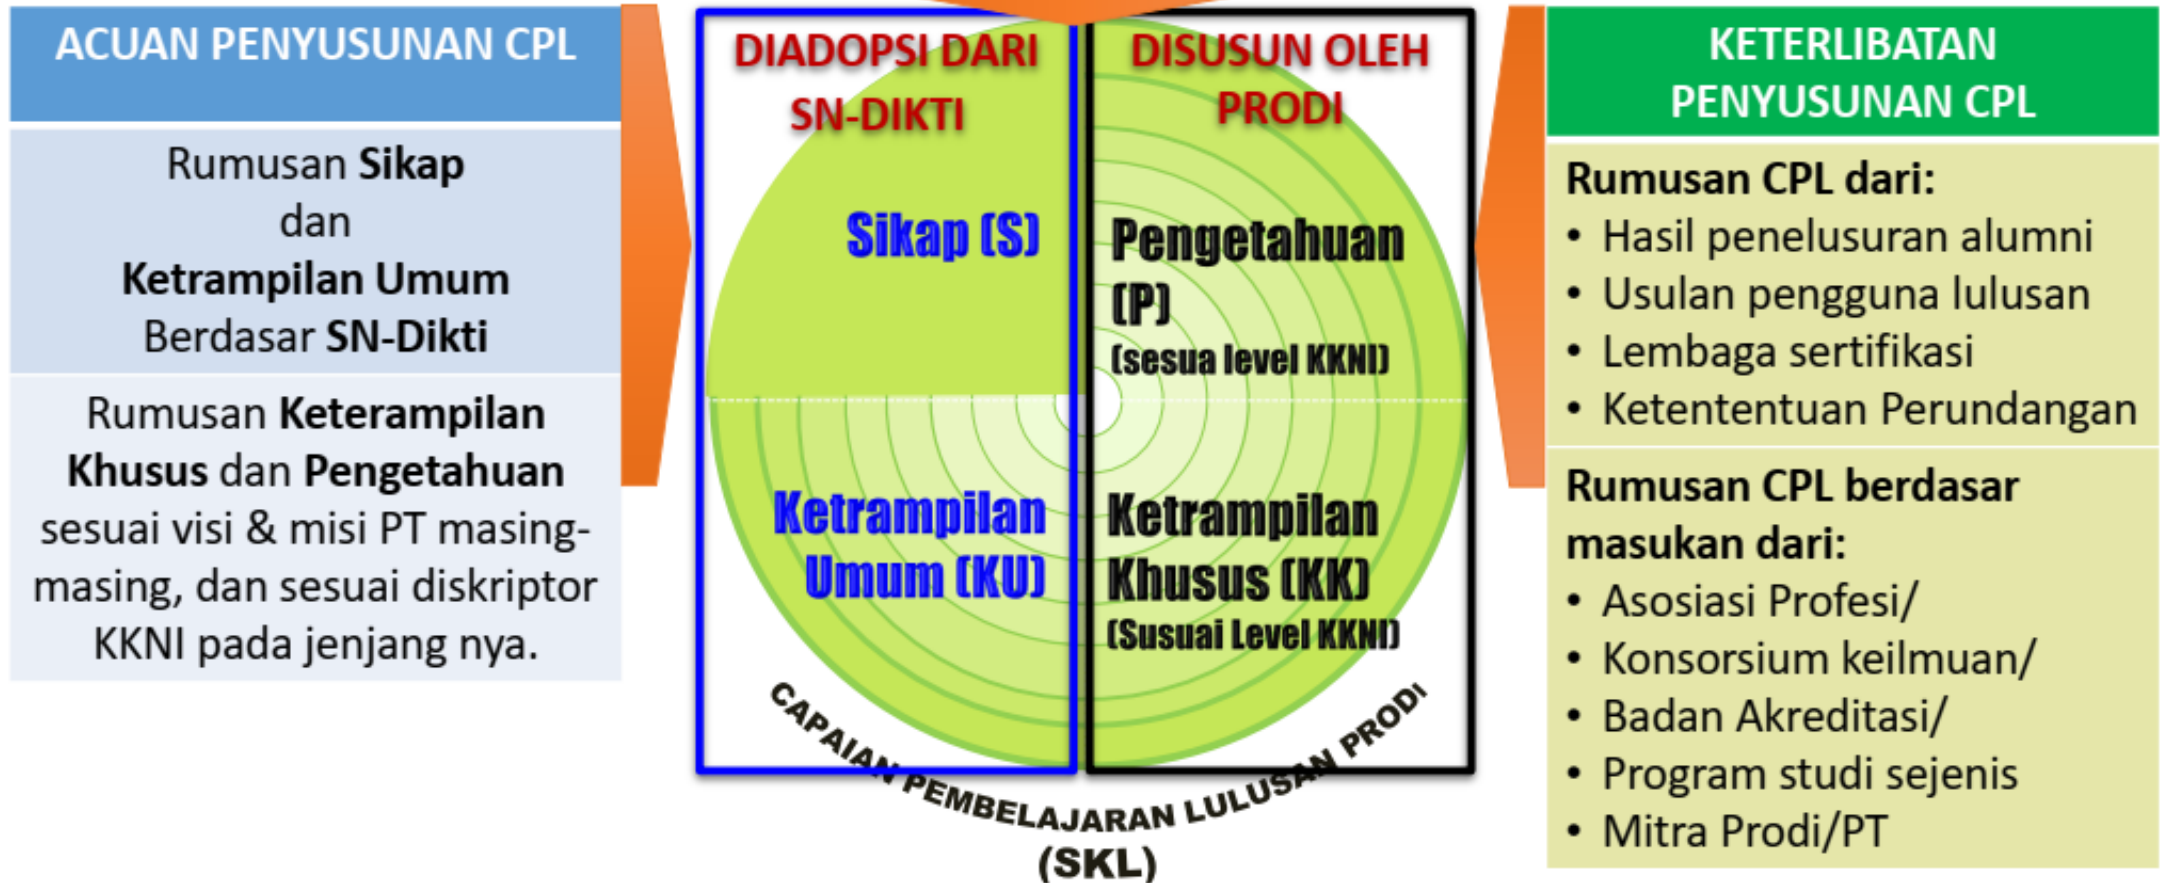 ACUAN PENYUSUNAN CPL
Rumusan Sikap
dan
Ketrampilan Umum
Berdasar SN-Dikti
Rumusan Keterampilan
Khusus dan Pengetahuan
sesuai visi & misi PT masing-
masing, dan sesuai diskriptor
KKNI pada jenjang nya.
DIADOPSI DARI
SN-DIKTI
Sikap (S)
Ketrampilan
Umum (KU)
DISUSUN OLEH
PRODI
Pengetahuan
(P)
(sesua level KKNI)
Ketrampilan
Khusus (KK)
(Susuai Level KKNI)
CAPAIAN PEMBELAJARAN LULUSAN PRODI
(SKL)
KETERLIBATAN
PENYUSUNAN CPL
Rumusan CPL dari:
• Hasil penelusuran alumni
• Usulan pengguna lulusan
• Lembaga sertifikasi
• Ketententuan Perundangan
Rumusan CPL berdasar
masukan dari:
• Asosiasi Profesi/
• Konsorsium keilmuan/
• Badan Akreditasi/
• Program studi sejenis
• Mitra Prodi/PT